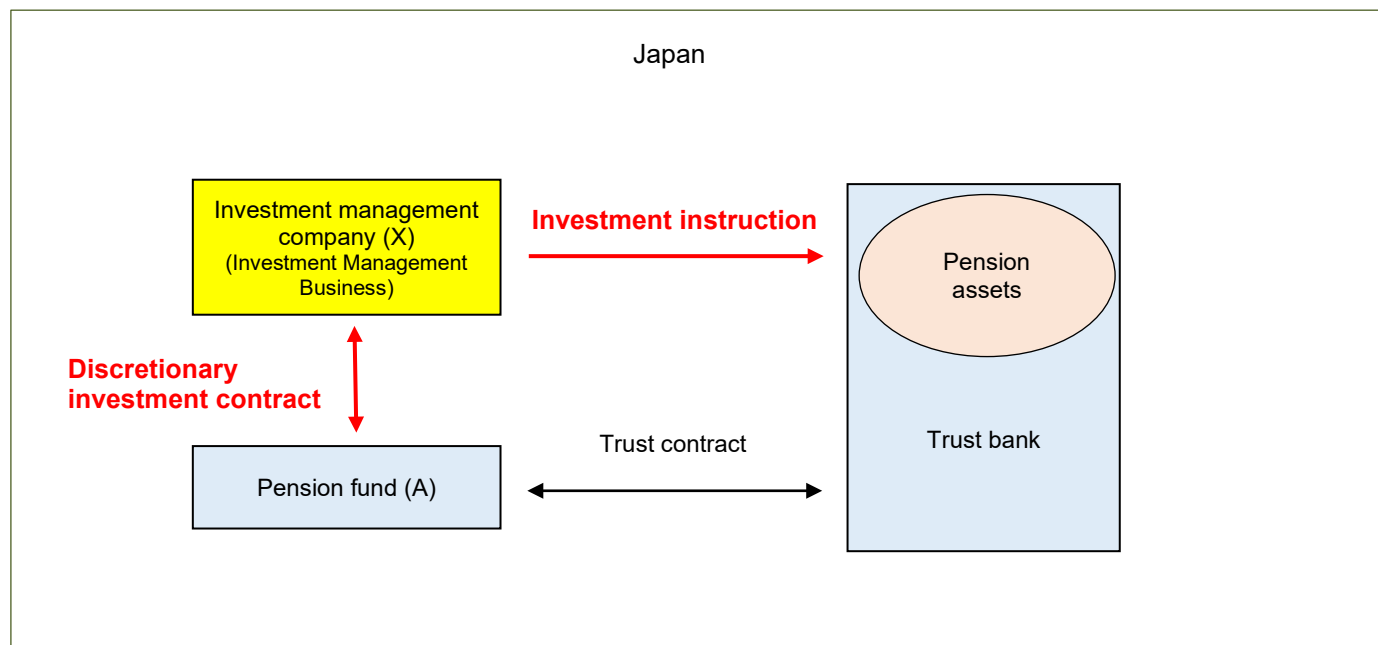 Japan
Investment management
company (X)
(Investment Management
Business)
Investment instruction
Pension
assets
Discretionary
investment contract
Trust contract
Trust bank
Pension fund (A)